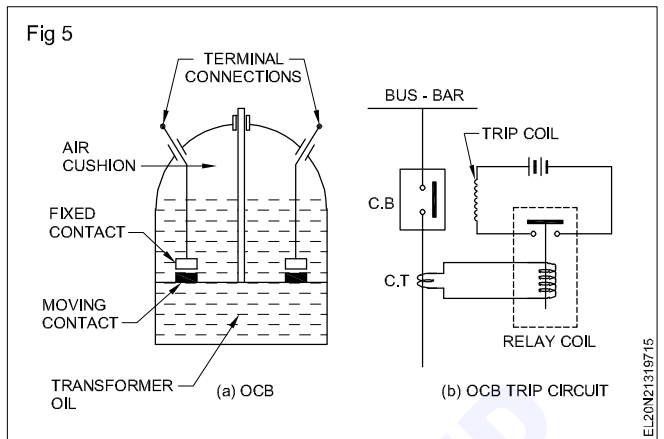 Fig 5
TERMINAL
CONNECTIONS
AIR
CUSHION
FIXED
CONTACT
MOVING
CONTACT
TRANSFORMER
OIL
(a) OCB
BUS - BAR
TRIP COIL
C.B
C.T
RELAY COIL
(b) OCB TRIP CIRCUIT
EL20N21319715